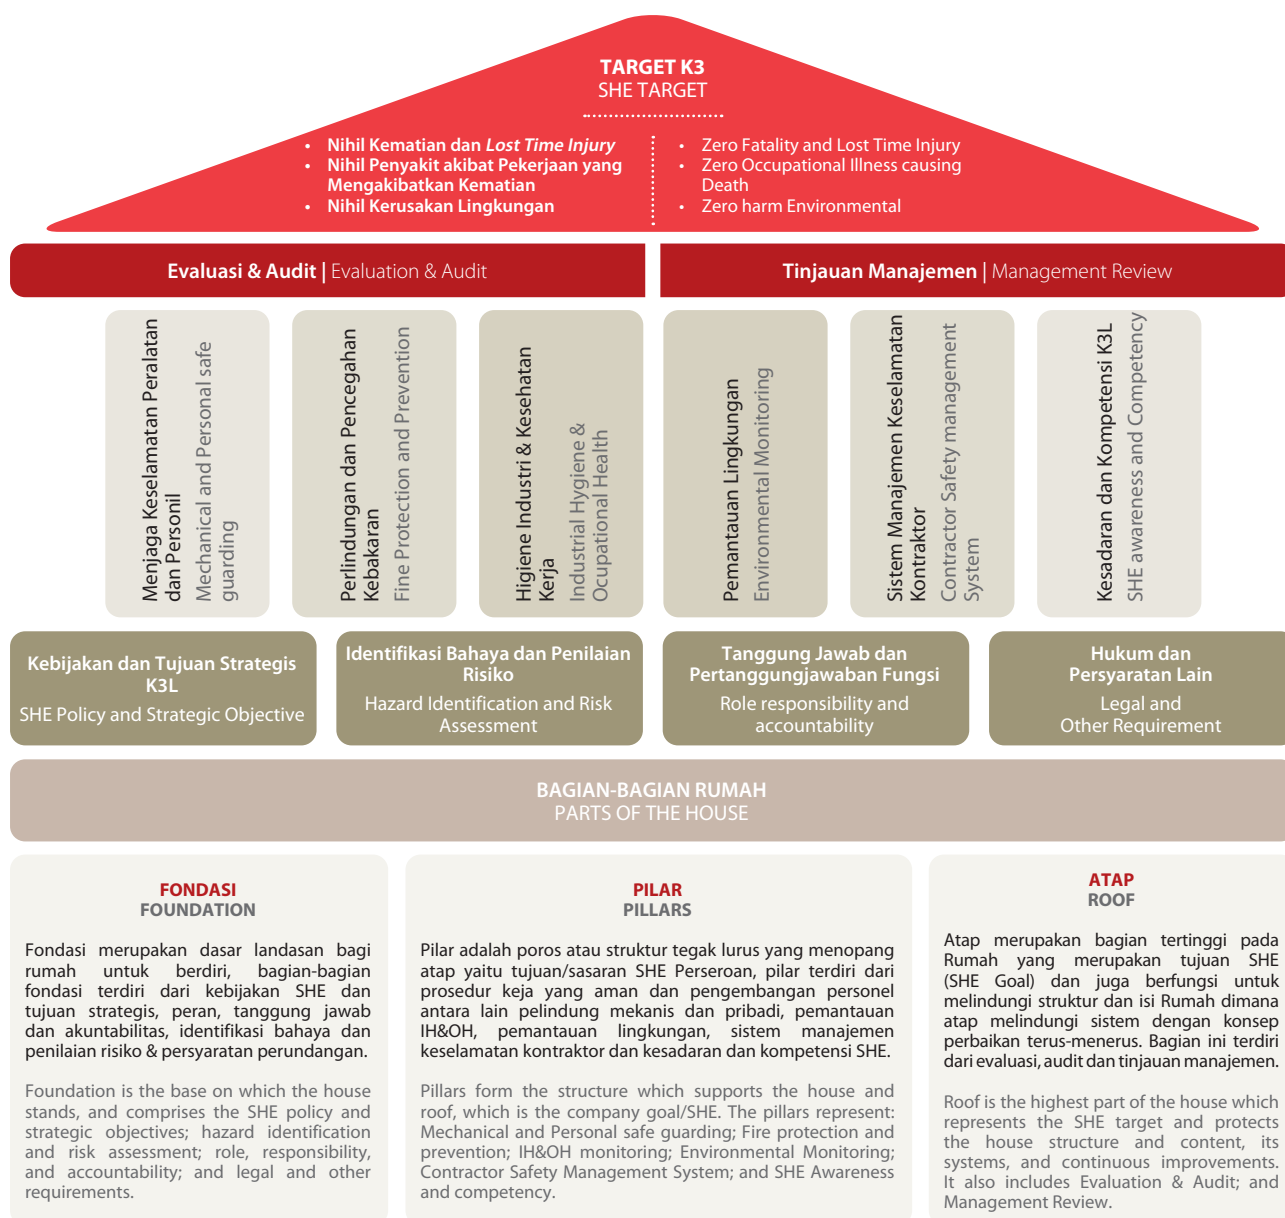 TARGET K3
SHE TARGET
• Nihil Kematian dan Lost Time Injury
• Nihil Penyakit akibat Pekerjaan yang
Mengakibatkan Kematian
• Nihil Kerusakan Lingkungan
• Zero Fatality and Lost Time Injury
• Zero Occupational Illness causing
Death
• Zero harm Environmental
Evaluasi & Audit | Evaluation & Audit
Tinjauan Manajemen | Management Review
Menjaga Keselamatan Peralatan
dan Personil
Mechanical and Personal safe
guarding
Perlindungan dan Pencegahan
Kebakaran
Fine Protection and Prevention
Higiene Industri & Kesehatan
Kerja
Industrial Hygiene &
Ocupational Health
Pemantauan Lingkungan
Environmental Monitoring
Sistem Manajemen Keselamatan
Kontraktor
Contractor Safety management
System
Kesadaran dan Kompetensi K3L
SHE awareness and Competency
Kebijakan dan Tujuan Strategis
K3L
SHE Policy and Strategic Objective
Identifikasi Bahaya dan Penilaian
Risiko
Hazard Identification and Risk
Assessment
Tanggung Jawab dan
Pertanggungjawaban Fungsi
Role responsibility and
accountability
Hukum dan
Persyaratan Lain
Legal and
Other Requirement
BAGIAN-BAGIAN RUMAH
PARTS OF THE HOUSE
FONDASI
FOUNDATION
Fondasi merupakan dasar landasan bagi
rumah untuk berdiri, bagian-bagian
fondasi terdiri dari kebijakan SHE dan
tujuan strategis, peran, tanggung jawab
dan akuntabilitas, identifikasi bahaya dan
penilaian risiko & persyaratan perundangan.
Foundation is the base on which the house
stands, and comprises the SHE policy and
strategic objectives; hazard identification
and risk assessment; role, responsibility,
and accountability; and legal and other
requirements.
PILAR
PILLARS
Pilar adalah poros atau struktur tegak lurus yang menopang
atap yaitu tujuan/sasaran SHE Perseroan, pilar terdiri dari
prosedur keja yang aman dan pengembangan personel
antara lain pelindung mekanis dan pribadi, pemantauan
IH&OH, pemantauan lingkungan, sistem manajemen
keselamatan kontraktor dan kesadaran dan kompetensi SHE.
Pillars form the structure which supports the house and
roof, which is the company goal/SHE. The pillars represent:
Mechanical and Personal safe guarding; Fire protection and
prevention; IH&OH monitoring; Environmental Monitoring;
Contractor Safety Management System; and SHE Awareness
and competency.
ATAP
ROOF
Atap merupakan bagian tertinggi pada
Rumah yang merupakan tujuan SHE
(SHE Goal) dan juga berfungsi untuk
melindungi struktur dan isi Rumah dimana
atap melindungi sistem dengan konsep
perbaikan terus-menerus. Bagian ini terdiri
dari evaluasi, audit dan tinjauan manajemen.
Roof is the highest part of the house which
represents the SHE target and protects
the house structure and content, its
systems, and continuous improvements.
It also includes Evaluation & Audit; and
Management Review.